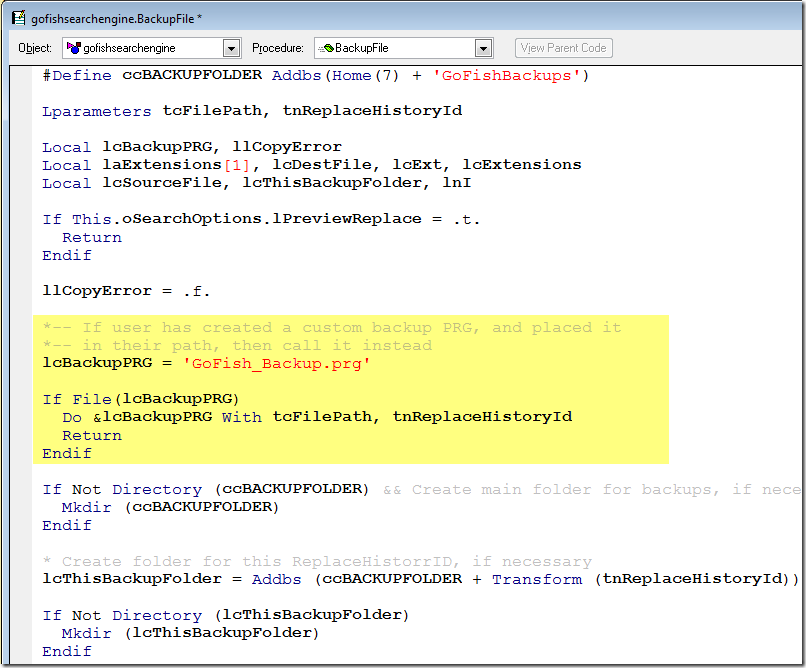 gofishsearchengine.BackupFile *
Object: gofishsearchengine Procedure: BackupFile View Parent Code
#Define ccBACKUPFOLDER Addbs(Home(7) + 'GoFishBackups')
Lparameters tcFilePath, tnReplaceHistoryId
Local lcBackupPRG, llCopyError
Local laExtensions[1], lcDestFile, lcExt, lcExtensions
Local lcSourceFile, lcThisBackupFolder, lnI
If This.oSearchOptions.lPreviewReplace = .t.
Return
Endif
llCopyError = .f.
*-- If user has created a custom backup PRG, and placed it
*-- in their path, then call it instead
lcBackupPRG = 'GoFish_Backup.prg'
If File(lcBackupPRG)
Do &lcBackupPRG With tcFilePath, tnReplaceHistoryId
Return
Endif
If Not Directory (ccBACKUPFOLDER) && Create main folder for backups, if nece
Mkdir (ccBACKUPFOLDER)
Endif
* Create folder for this ReplaceHistorrID, if necessary
lcThisBackupFolder = Addbs (ccBACKUPFOLDER + Transform (tnReplaceHistoryId))
If Not Directory (lcThisBackupFolder)
Mkdir (lcThisBackupFolder)
Endif